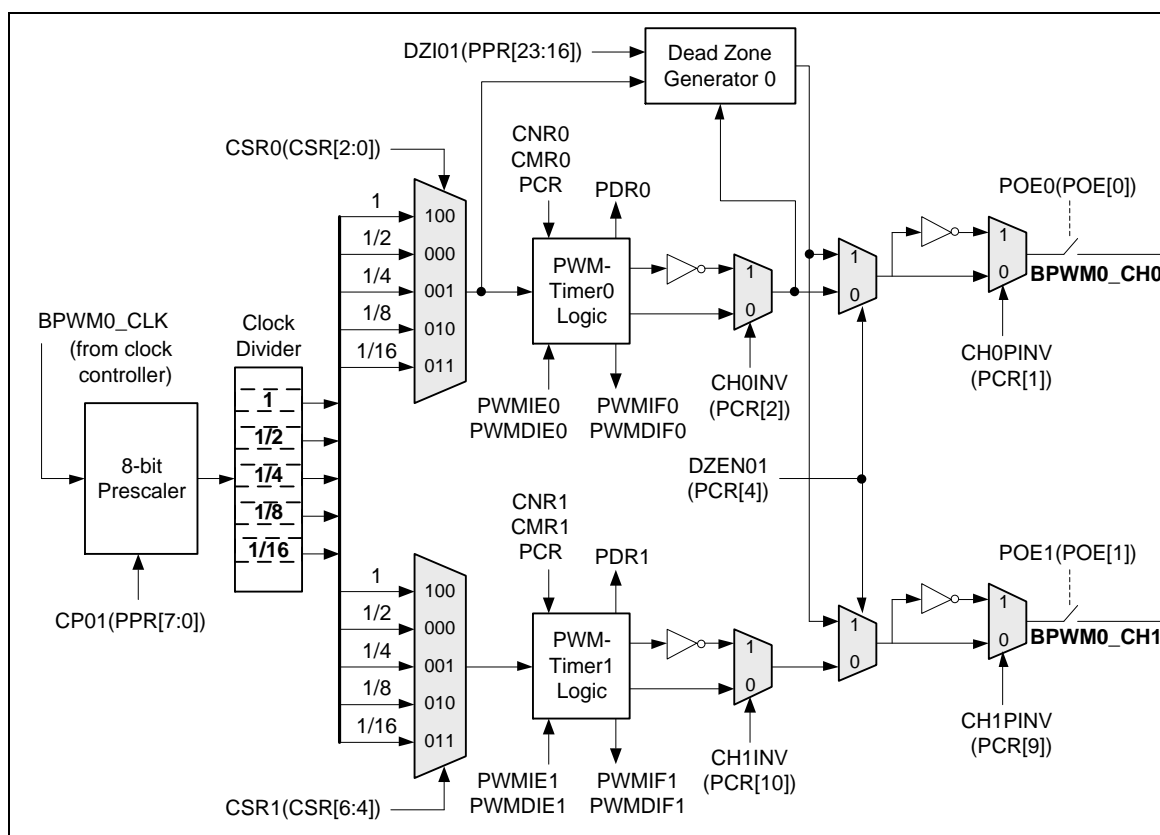 DZI01(PPR[23:16])
Dead Zone
Generator 0
CSR0(CSR[2:0])
CNR0
CMR0
PCR
PDR0
POE0(POE[0])
1
1/2
1/4
1/8
1/16
100
000
001
010
011
PWM-
Timer0
Logic
1
0
1
0
1
0
BPWM0_CH0
BPWM0_CLK
(from clock
controller)
Clock
Divider
CH0INV
(PCR[2])
CH0PINV
(PCR[1])
PWMIE0
PWMDIE0
PWMIF0
PWMDIF0
8-bit
Prescaler
1
1/2
1/4
1/8
1/16
DZEN01
(PCR[4])
CP01(PPR[7:0])
CNR1
CMR1
PCR
PDR1
POE1(POE[1])
1
1/2
1/4
1/8
1/16
100
000
001
010
011
PWM-
Timer1
Logic
1
0
1
0
1
0
BPWM0_CH1
CH1INV
(PCR[10])
CH1PINV
(PCR[9])
PWMIE1
PWMDIE1
PWMIF1
PWMDIF1
CSR1(CSR[6:4])